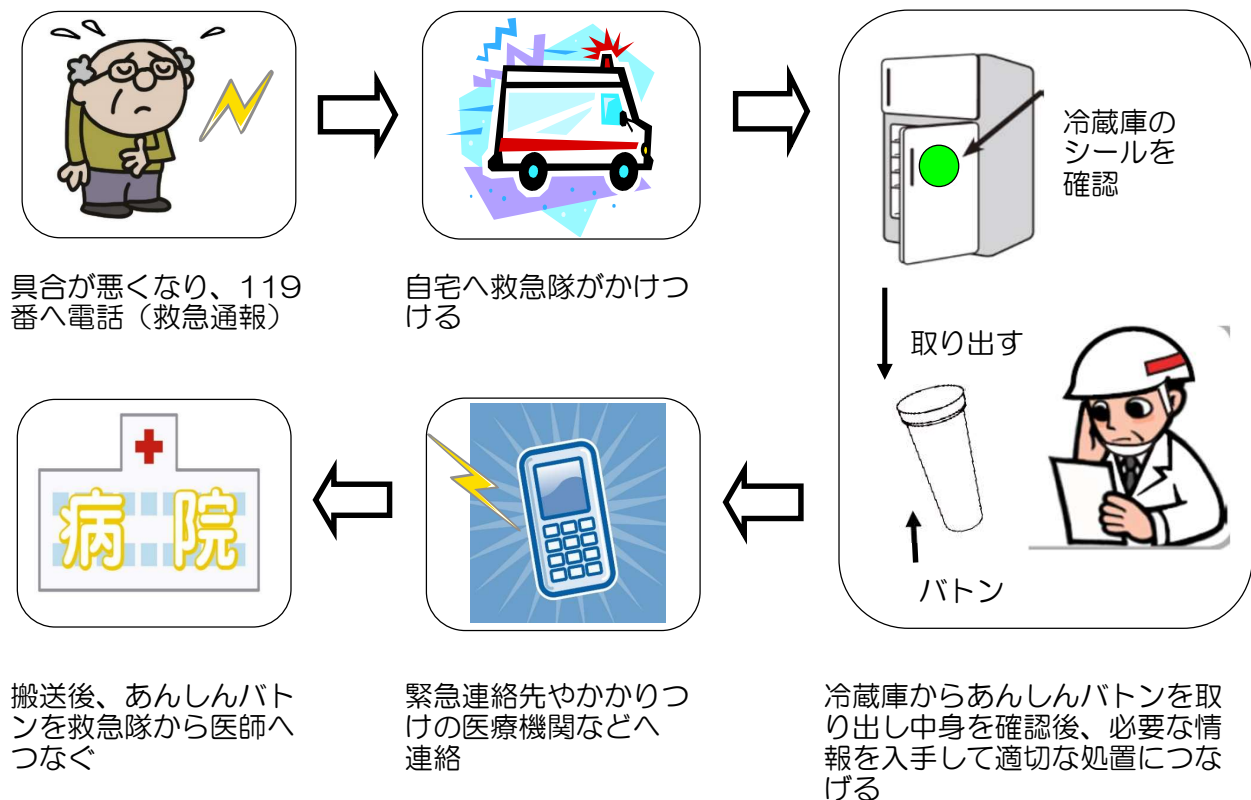 具合が悪くなり、119
番へ電話（救急通報）
自宅へ救急隊がかけつ
ける
冷蔵庫の
シールを
確認
取り出す
バトン
冷蔵庫からあんしんバトンを取
り出し中身を確認後、必要な情
報を入手して適切な処置につな
げる
緊急連絡先やかかりつ
けの医療機関などへ
連絡
病院
搬送後、あんしんバト
ンを救急隊から医師へ
つなぐ